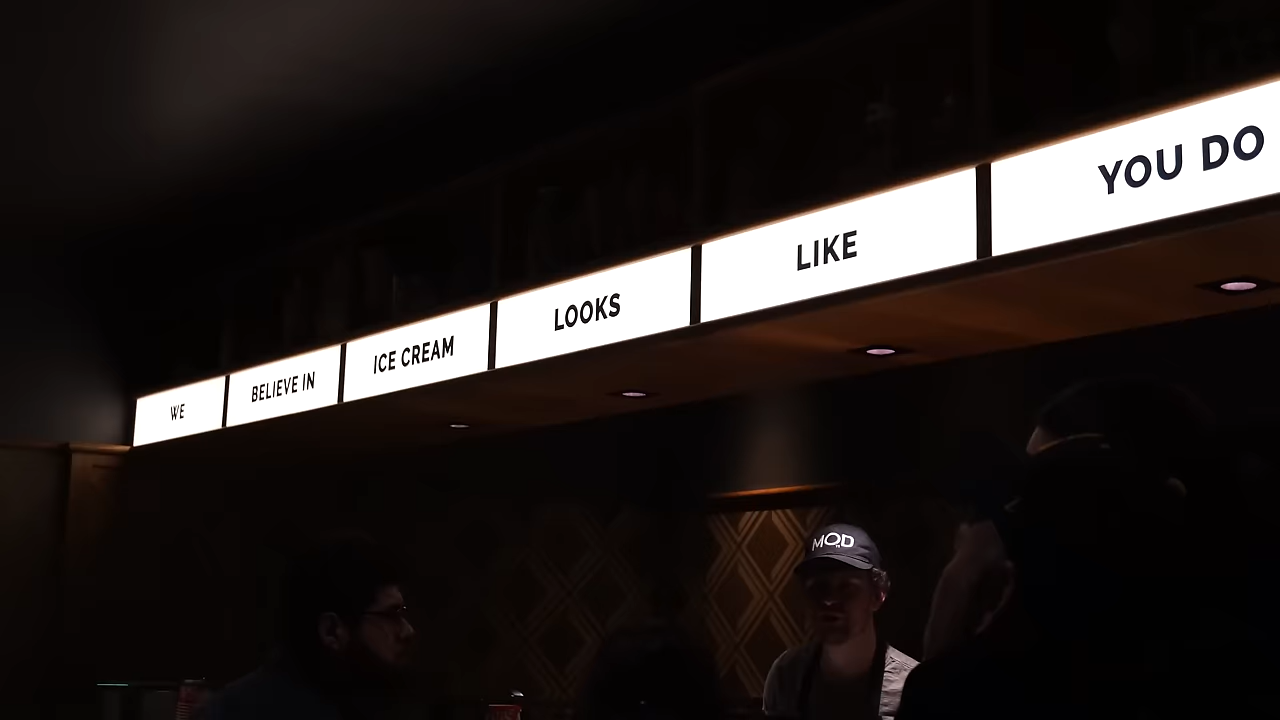 WE
BELIEVE IN
ICE CREAM
LOOKS
LIKE
YOU DO
MOD